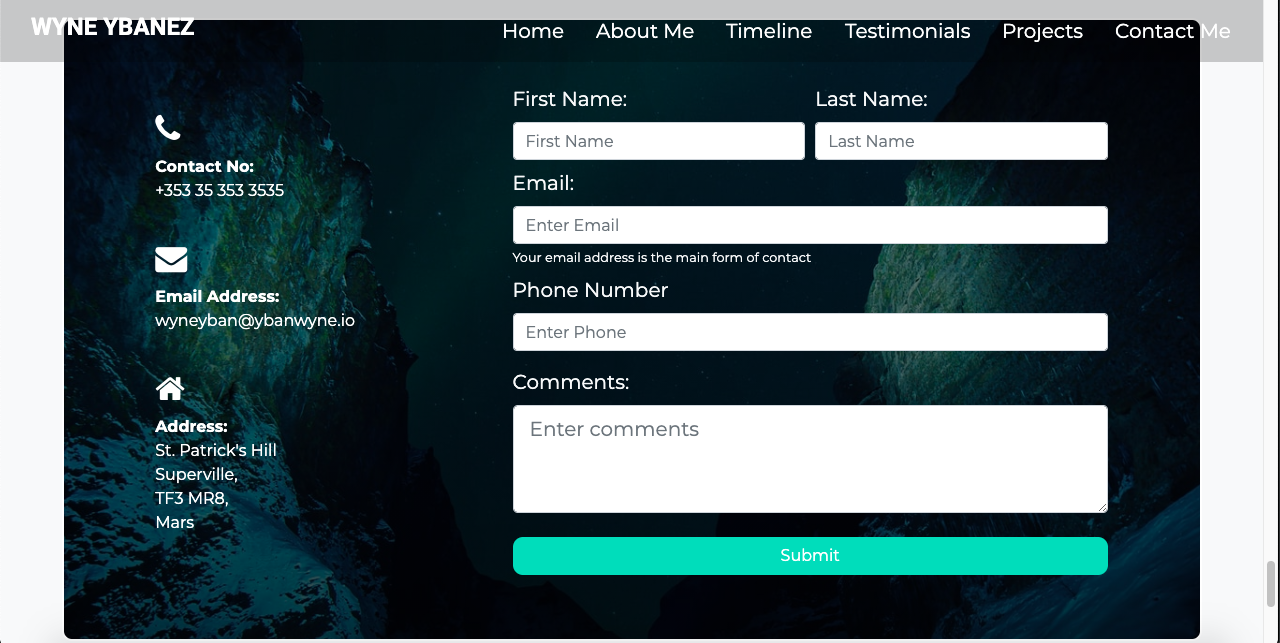 WYNE YBANEZ
Home About Me Timeline Testimonials Projects Contact Me
Contact No:
+353 35 353 3535
Email Address:
wyneyban@ybanwyne.io
Address:
St. Patrick's Hill
Superville,
TF3 MR8,
Mars
First Name: Last Name:
First Name Last Name
Email:
Enter Email
Your email address is the main form of contact
Phone Number
Enter Phone
Comments:
Enter comments
Submit